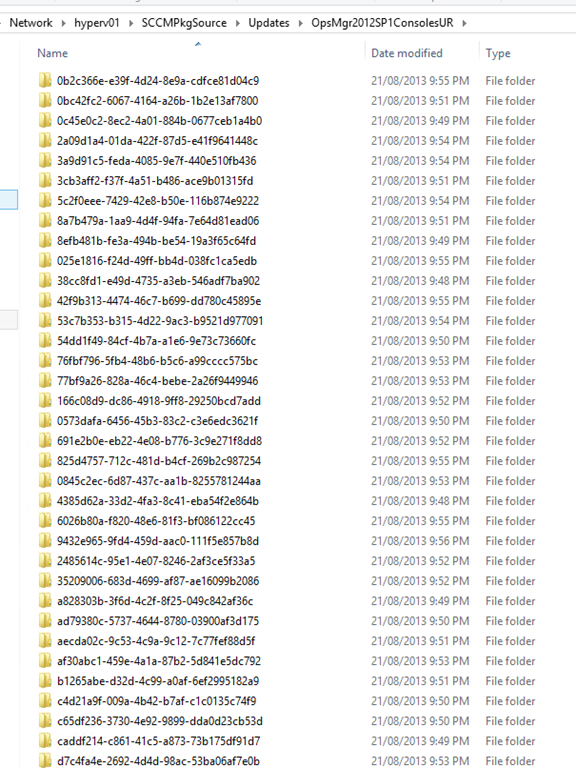 Network hyperv01 SCCMPkgSource Updates OpsMgr2012SP1ConsolesUR
Name Date modified Type
0b2c366e-e39f-4d24-8e9a-cdfce81d04c9 21/08/2013 9:55 PM File folder
0bc42fc2-6067-4164-a26b-1b2e13af7800 21/08/2013 9:51 PM File folder
0c45e0c2-8ec2-4a01-884b-0677ceb1a4b0 21/08/2013 9:49 PM File folder
2a09d1a4-01da-422f-87d5-e41f9641448c 21/08/2013 9:54 PM File folder
3a9d91c5-feda-4085-9e7f-440e510fb436 21/08/2013 9:54 PM File folder
3cb3aff2-f37f-4a51-b486-ace9b01315fd 21/08/2013 9:51 PM File folder
5c2f0eee-7429-42e8-b50e-116b874e9222 21/08/2013 9:54 PM File folder
8a7b479a-1aa9-4d4f-94fa-7e64d81ead06 21/08/2013 9:51 PM File folder
8efb481b-fe3a-494b-be54-19a3f65c64fd 21/08/2013 9:49 PM File folder
025e1816-f24d-49ff-bb4d-038fc1ca5edb 21/08/2013 9:55 PM File folder
38cc8fd1-e49d-4735-a3eb-546adf7ba902 21/08/2013 9:48 PM File folder
42f9b313-4474-46c7-b699-dd780c45895e 21/08/2013 9:55 PM File folder
53c7b353-b315-4d22-9ac3-b9521d977091 21/08/2013 9:54 PM File folder
54dd1f49-84cf-4b7a-a1e6-9e73c73660fc 21/08/2013 9:50 PM File folder
76fbf796-5fb4-48b6-b5c6-a99cccc575bc 21/08/2013 9:53 PM File folder
77bf9a26-828a-46c4-bebe-2a26f9449946 21/08/2013 9:53 PM File folder
166c08d9-dc86-4918-9ff8-29250bcd7add 21/08/2013 9:52 PM File folder
0573dafa-6456-45b3-83c2-c3e6edc3621f 21/08/2013 9:50 PM File folder
691e2b0e-eb22-4e08-b776-3c9e271f8dd8 21/08/2013 9:52 PM File folder
825d4757-712c-481d-b4cf-269b2c987254 21/08/2013 9:55 PM File folder
0845c2ec-6d87-437c-aa1b-8255781244aa 21/08/2013 9:53 PM File folder
4385d62a-33d2-4fa3-8c41-eba54f2e864b 21/08/2013 9:48 PM File folder
6026b80a-f820-48e6-81f3-bf086122cc45 21/08/2013 9:55 PM File folder
9432e965-9fd4-459d-aac0-111f5e857b8d 21/08/2013 9:56 PM File folder
2485614c-95e1-4e07-8246-2af3ce5f33a5 21/08/2013 9:52 PM File folder
35209006-683d-4699-af87-ae16099b2086 21/08/2013 9:52 PM File folder
a828303b-3f6d-4c2f-8f25-049c842af36c 21/08/2013 9:49 PM File folder
ad79380c-5737-4644-8780-03900af3d175 21/08/2013 9:50 PM File folder
aecda02c-9c53-4c9a-9c12-7c77fef88d5f 21/08/2013 9:51 PM File folder
af30abc1-459e-4a1a-87b2-5d841e5dc792 21/08/2013 9:53 PM File folder
b1265abe-d32d-4c99-a0af-6ef2995182a9 21/08/2013 9:51 PM File folder
c4d21a9f-009a-4b42-b7af-c1c0135c74f9 21/08/2013 9:50 PM File folder
c65df236-3730-4e92-9899-dda0d23cb53d 21/08/2013 9:50 PM File folder
caddf214-c861-41c5-a873-73b175df91d7 21/08/2013 9:49 PM File folder
d7c4fa4e-2692-4d4d-98ac-53ba06af7e0b 21/08/2013 9:53 PM File folder